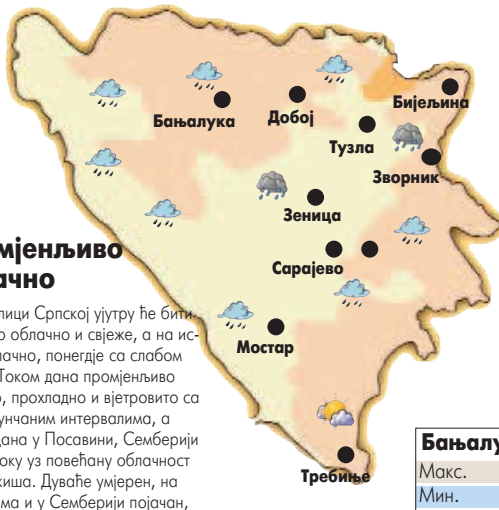 Бањалука
Добој
Бијељина
Тузла
Зворник
Зеница
Сарајево
Мостар
Требиње
мјенљиво
ачно
лици Српској ујутру ће бити
о облачно и свјеже, а на ис-
лачно, понегдје са слабом
Током дана промјенљиво
о, прохладно и вјетровито са
унчаним интервалима, а
дана у Посавини, Семберији
оку уз повећану облачност
киша. Дуваће умјерен, на
ма и у Семберији појачан,
Бањалу
Макс.
Мин.